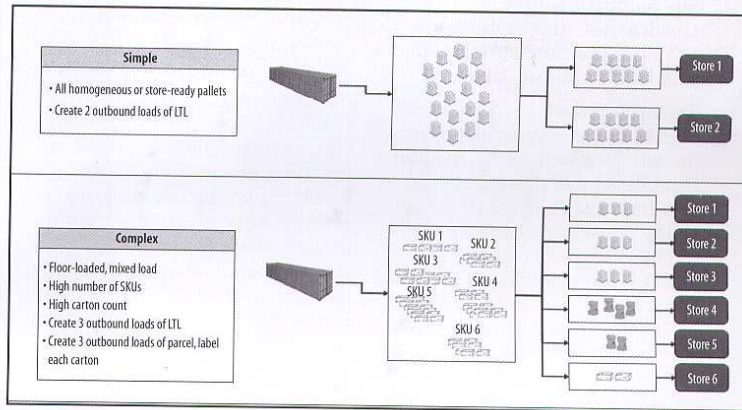 Simple
• All homogeneous or store-ready pallets
• Create 2 outbound loads of LTL
Store 1
Store 2
Complex
• Floor-loaded, mixed load
• High number of SKUs
• High carton count
• Create 3 outbound loads of LTL
• Create 3 outbound loads of parcel, label
each carton
SKU 1
SKU 2
SKU 3
SKU 4
SKU 5
SKU 6
Store 1
Store 2
Store 3
Store 4
Store 5
Store 6